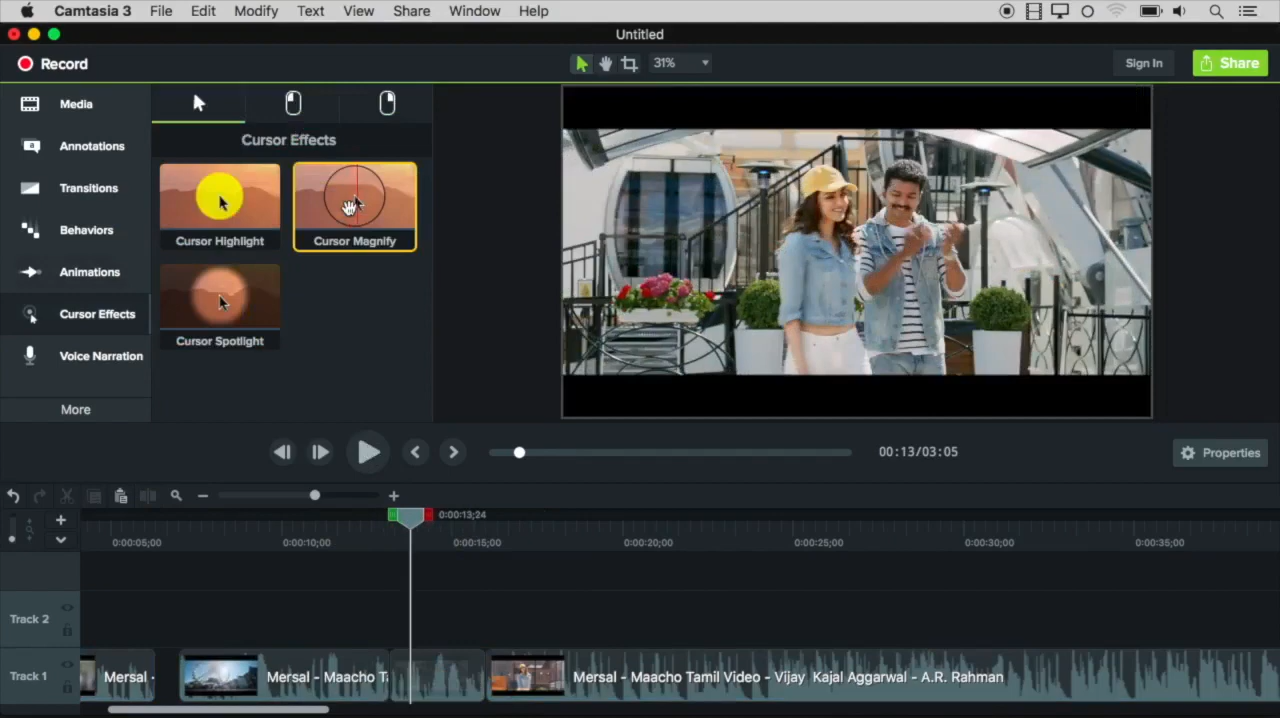 Camtasia 3 File Edit Modify Text View Share Window Help
Untitled
Record 31% Sign In Share
Media
Annotations
Transitions
Behaviors
Animations
Cursor Effects
Voice Narration
More
Cursor Effects
Cursor Highlight Cursor Magnify
Cursor Spotlight
00:13/03:05 Properties
0:00:13;24
0:00:05;00 0:00:10;00 0:00:15;00 0:00:20;00 0:00:25;00 0:00:30;00 0:00:35;00
Track 2
Track 1 Mersal - Mersal - Maacho Ta Mersal - Maacho Tamil Video - Vijay Kajal Aggarwal - A.R. Rahman